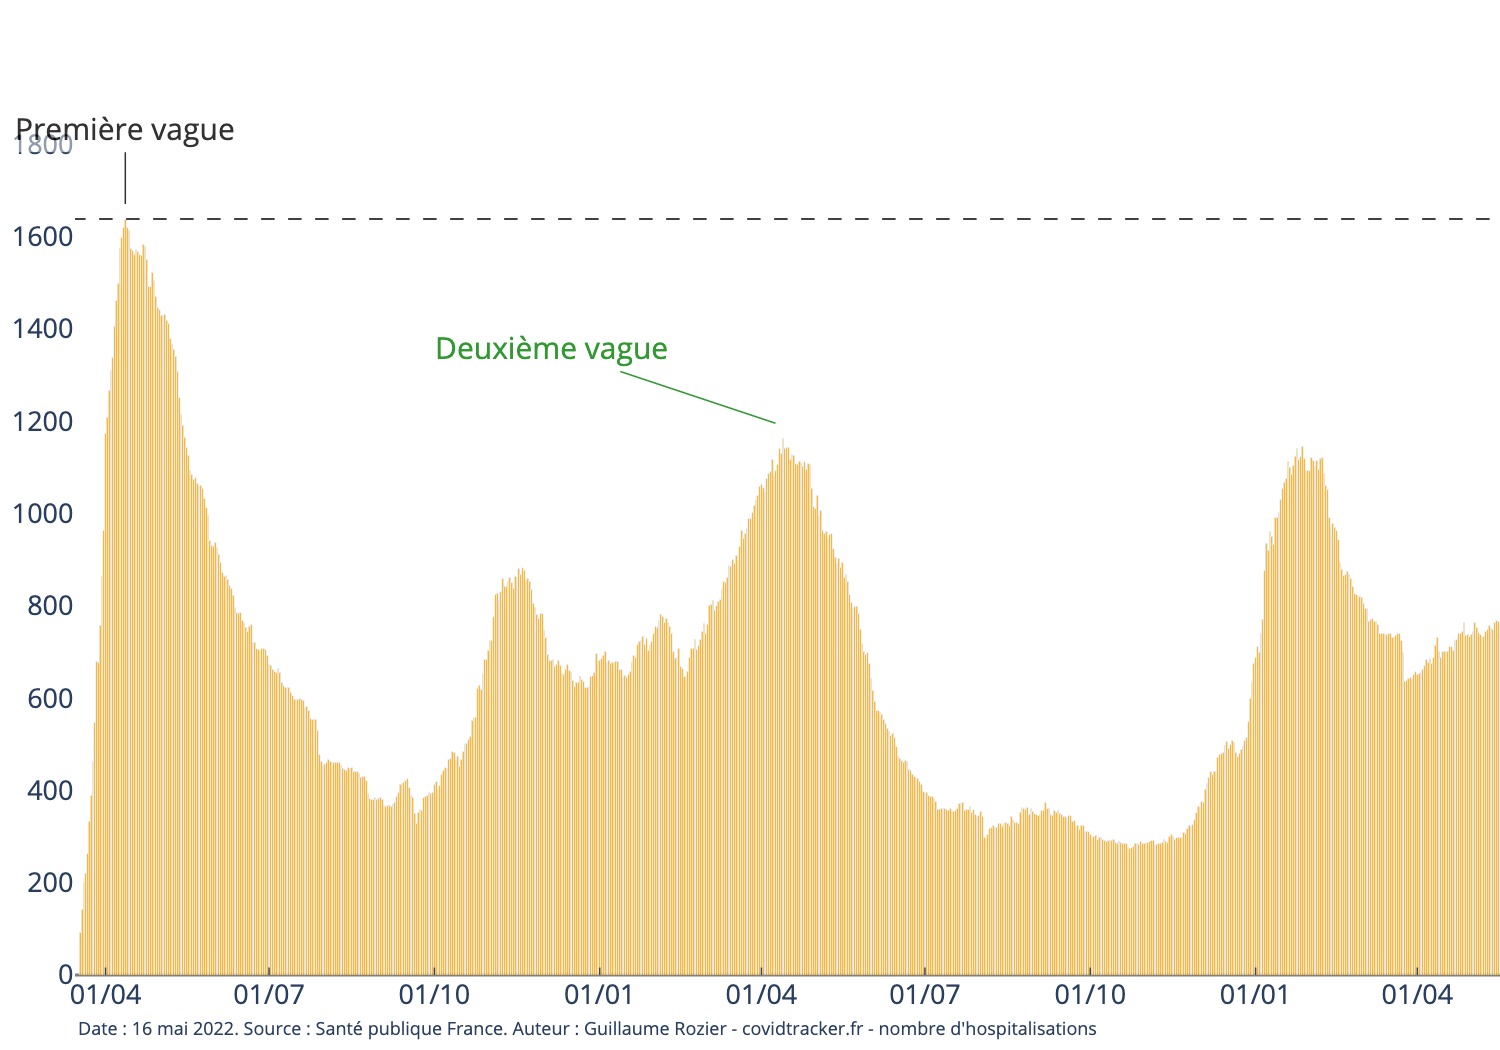 Première vague
1800
1600
1400
Deuxième vague
1200
1000
800
600
400
200
0
01/04 01/07 01/10 01/01 01/04 01/07 01/10 01/01 01/04
Date : 16 mai 2022. Source : Santé publique France. Auteur : Guillaume Rozier - covidtracker.fr - nombre d'hospitalisations